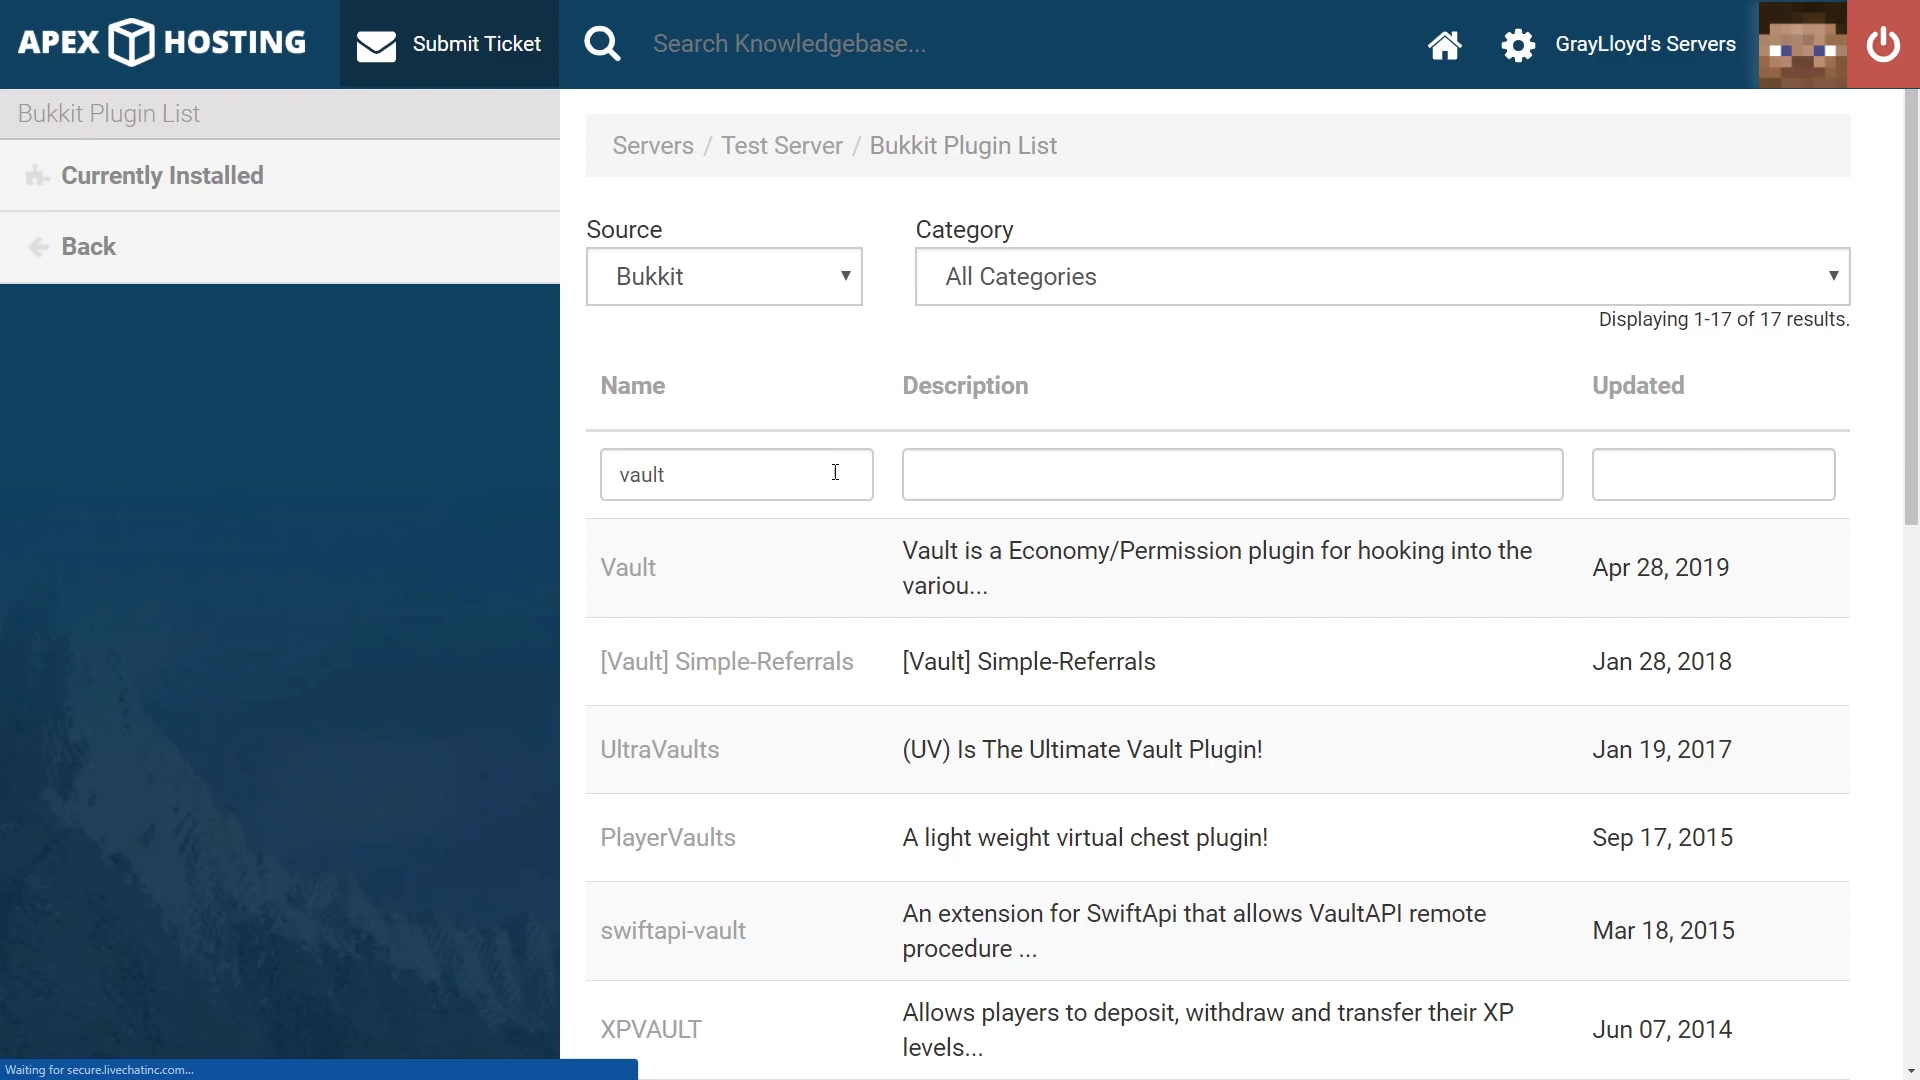 APEX HOSTING
Submit Ticket
Search Knowledgebase...
GrayLloyd's Servers
Bukkit Plugin List
Currently Installed
Back
Servers / Test Server / Bukkit Plugin List
Source
Category
Bukkit ▼
All Categories ▼
Displaying 1-17 of 17 results.
Name Description Updated
vault
Vault
Vault is a Economy/Permission plugin for hooking into the
variou...
Apr 28, 2019
[Vault] Simple-Referrals
[Vault] Simple-Referrals
Jan 28, 2018
UltraVaults
(UV) Is The Ultimate Vault Plugin!
Jan 19, 2017
PlayerVaults
A light weight virtual chest plugin!
Sep 17, 2015
swiftapi-vault
An extension for SwiftApi that allows VaultAPI remote
procedure ...
Mar 18, 2015
XPVAULT
Allows players to deposit, withdraw and transfer their XP
levels...
Jun 07, 2014
Waiting for secure.livechatinc.com...